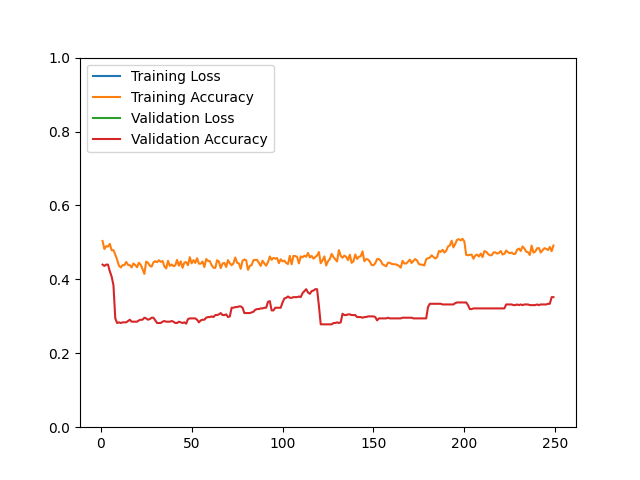 Training Loss
Training Accuracy
Validation Loss
Validation Accuracy
1.0
0.8
0.6
0.4
0.2
0.0
0 50 100 150 200 250